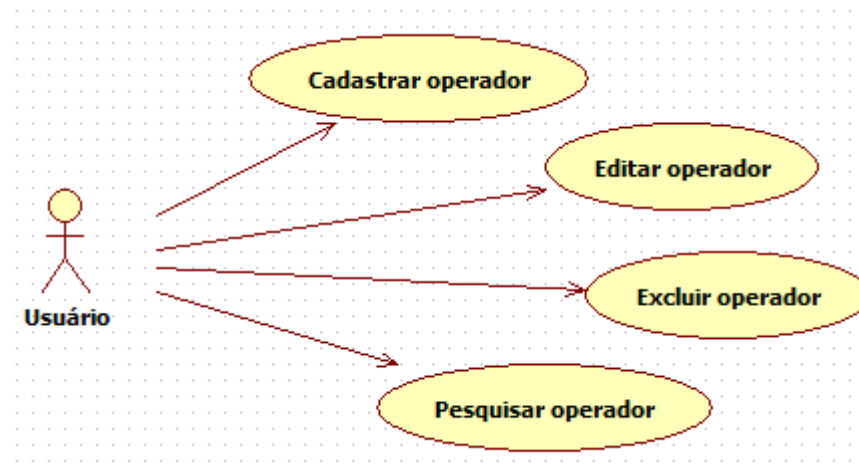 Cadastrar operador
Editar operador
Usuário
Excluir operador
Pesquisar operador